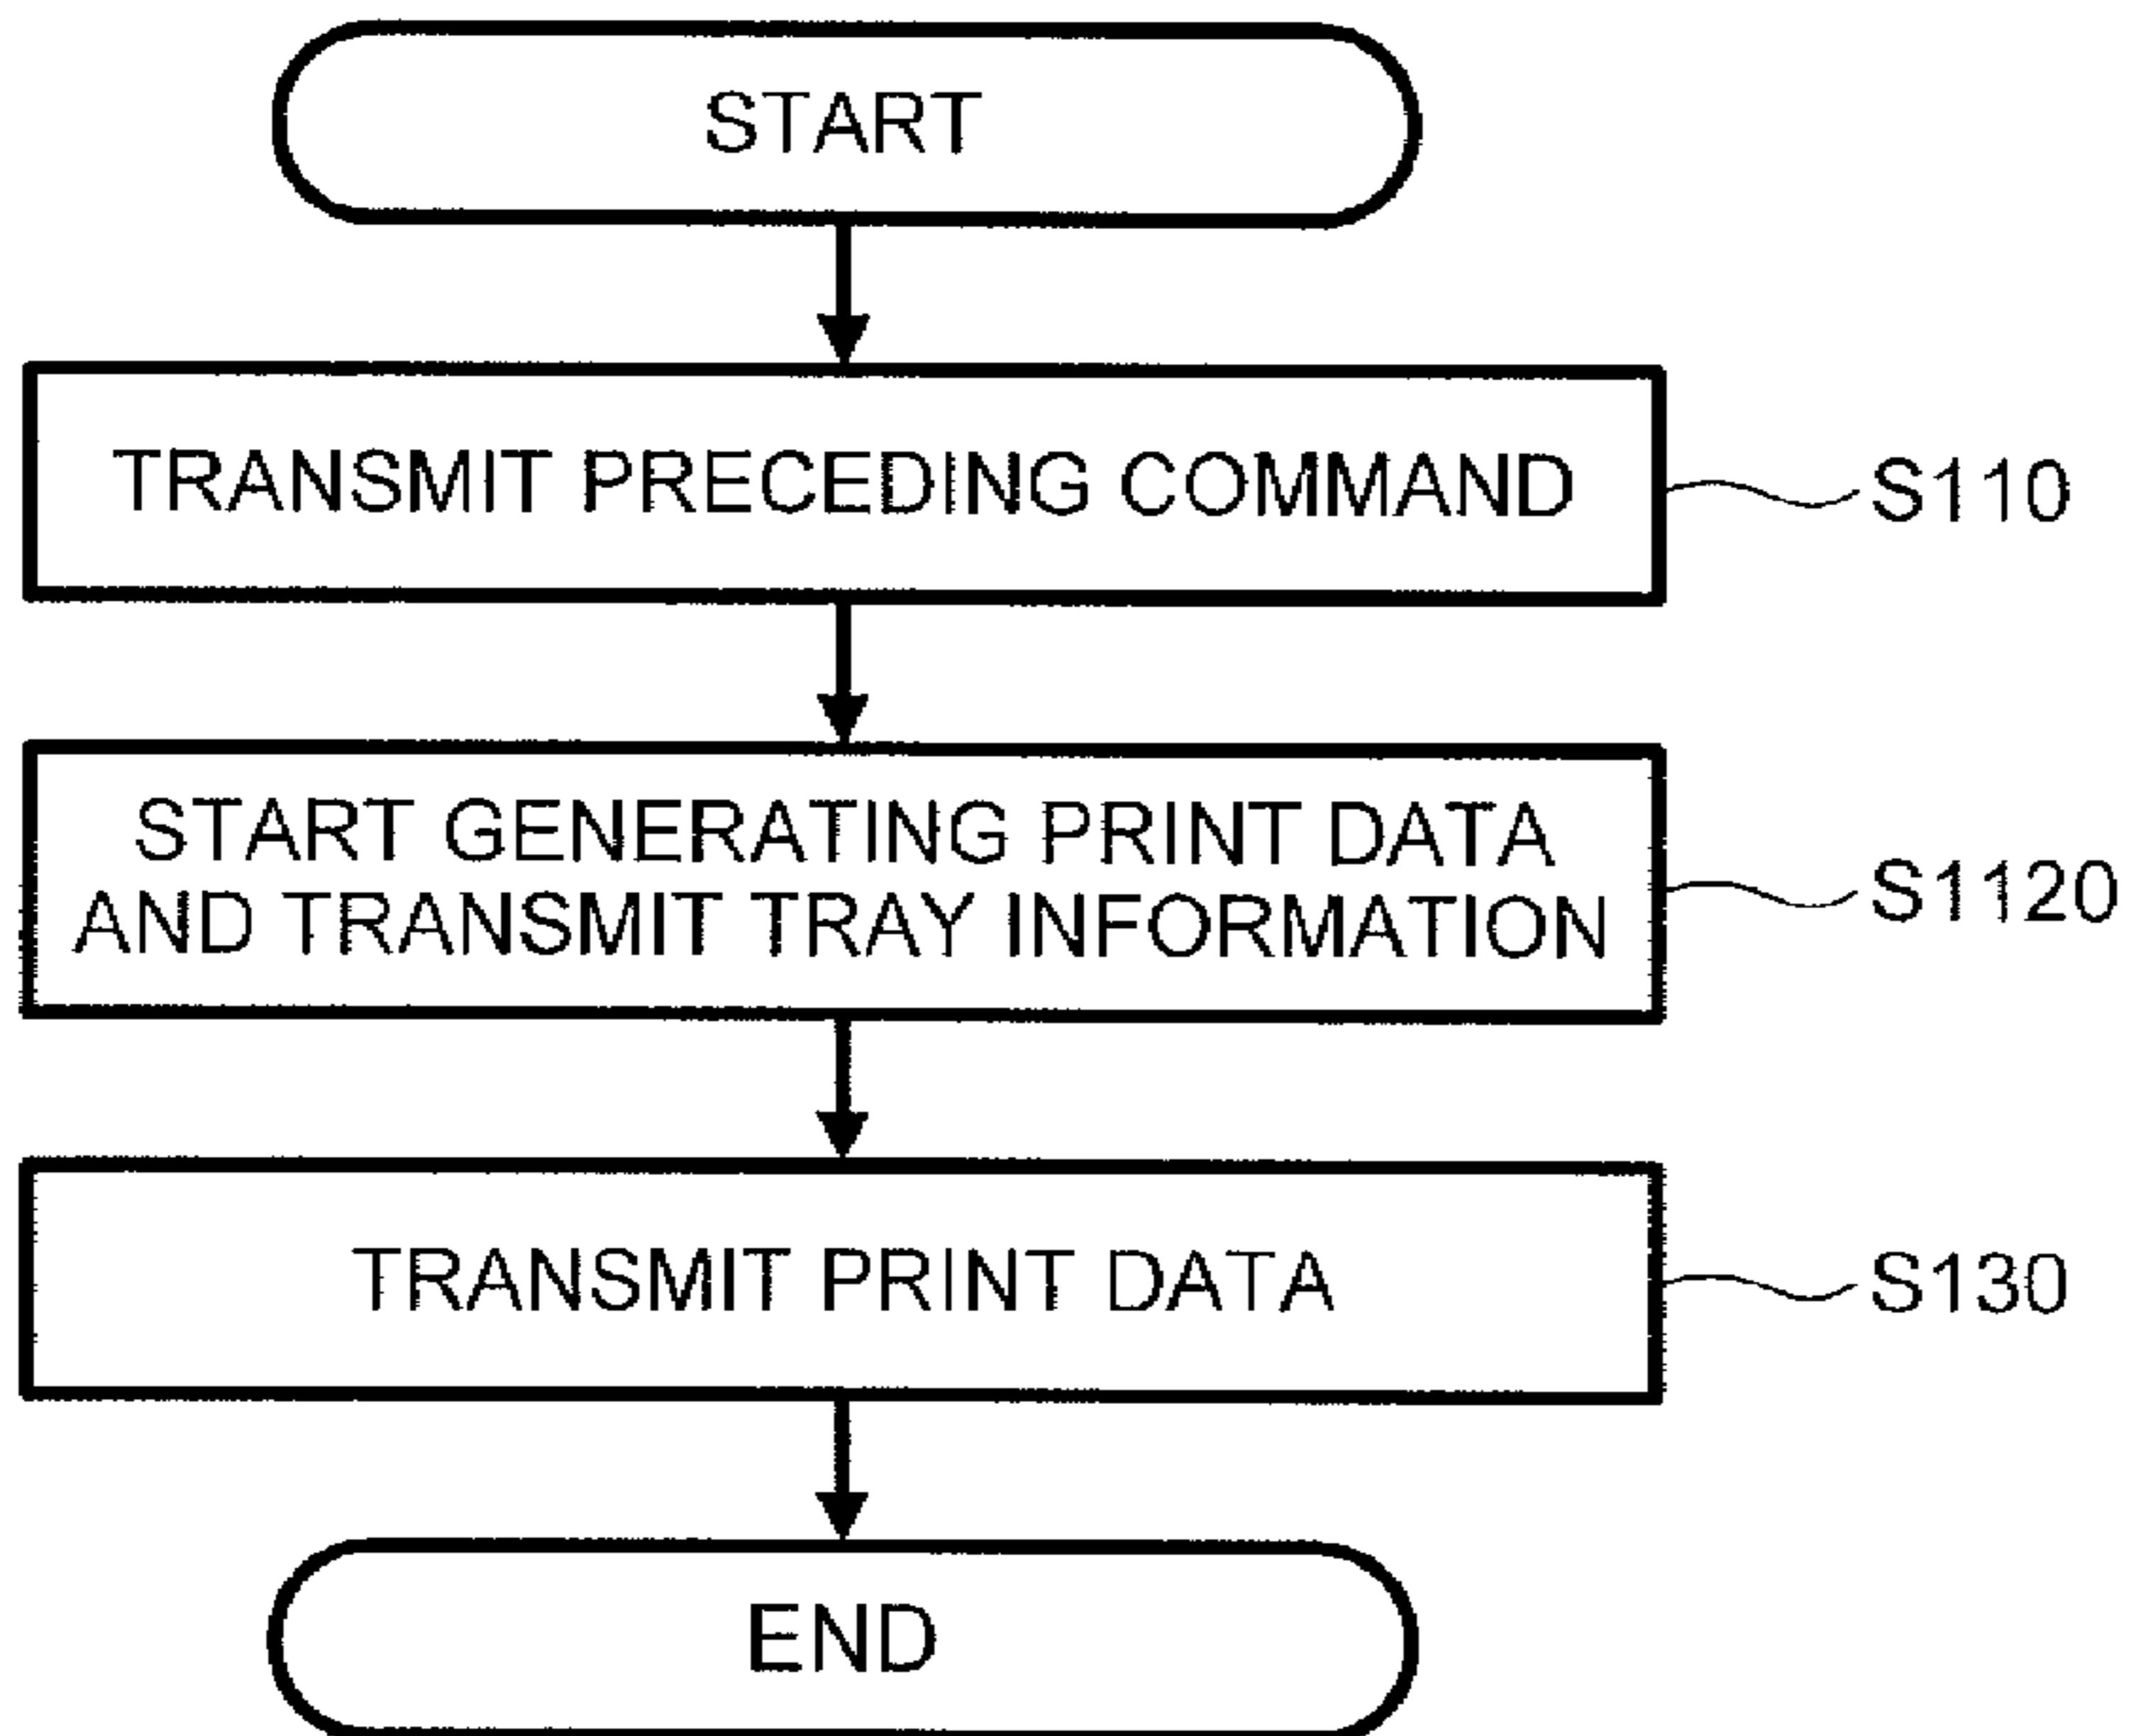 START
TRANSMIT PRECEDING COMMAND
S110
START GENERATING PRINT DATA
AND TRANSMIT TRAY INFORMATION
S1120
TRANSMIT PRINT DATA
S130
END